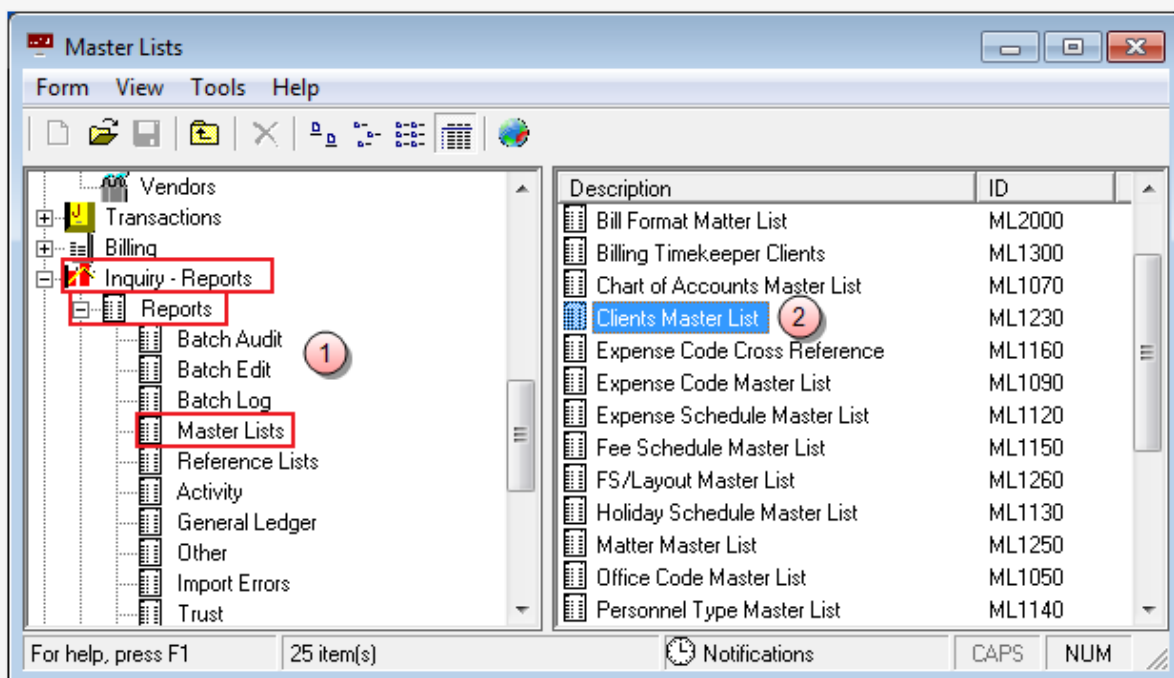 Master Lists
Form View Tools Help
Vendors
Transactions
Billing
Inquiry - Reports
Reports
Batch Audit
1
Batch Edit
Batch Log
Master Lists
Reference Lists
Activity
General Ledger
Other
Import Errors
Trust
Description ID
Bill Format Matter List ML2000
Billing Timekeeper Clients ML1300
Chart of Accounts Master List ML1070
Clients Master List 2 ML1230
Expense Code Cross Reference ML1160
Expense Code Master List ML1090
Expense Schedule Master List ML1120
Fee Schedule Master List ML1150
FS/Layout Master List ML1260
Holiday Schedule Master List ML1130
Matter Master List ML1250
Office Code Master List ML1050
Personnel Type Master List ML1140
For help, press F1 25 item(s) Notifications CAPS NUM